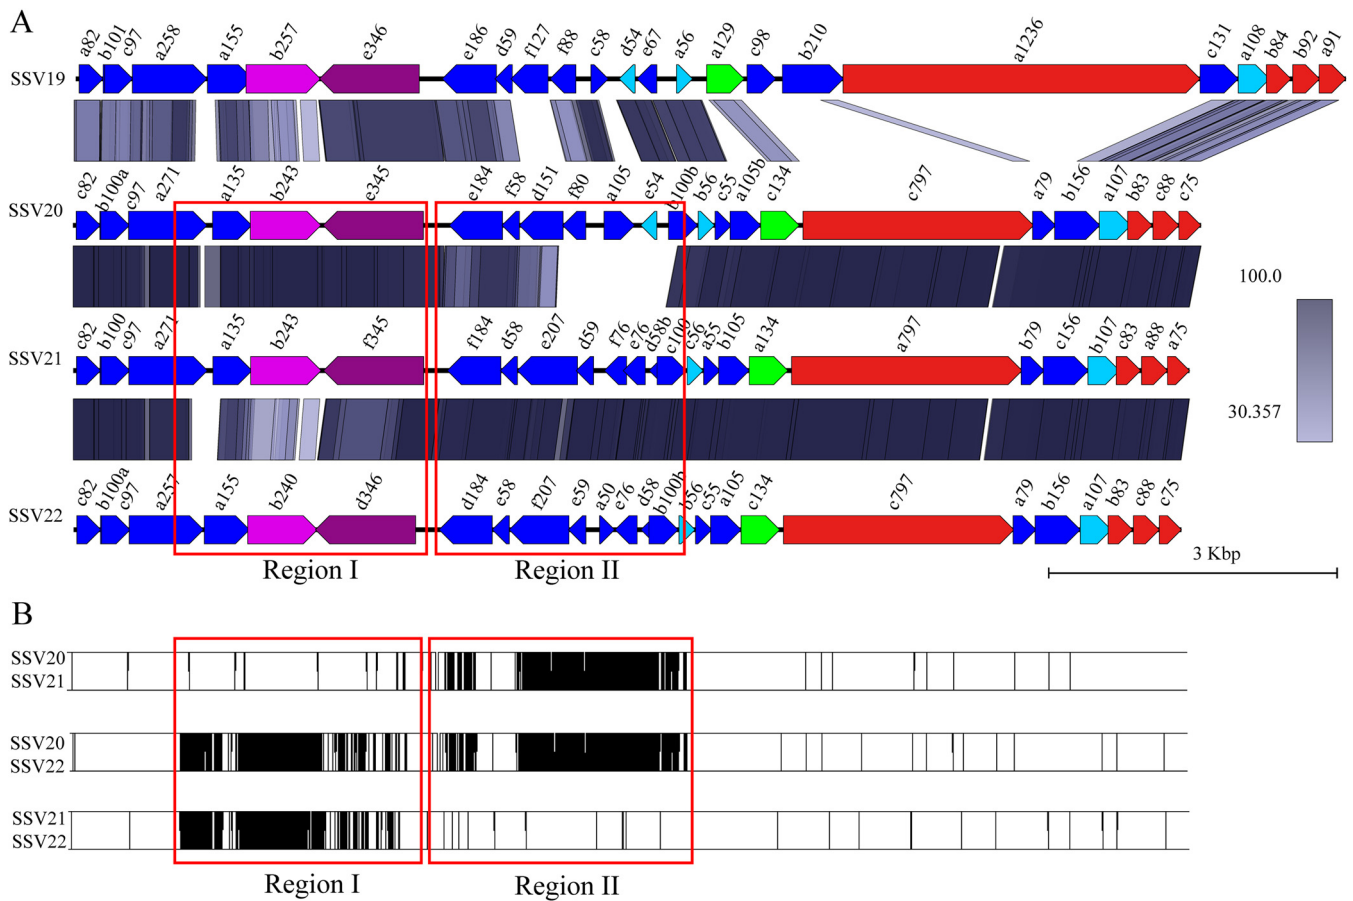 A
a82 b101 c97 a258 a155 b257 e346 e186 d59 f127 f88 c58 d54 e67 a56 a129 c98 b210 a1236 c131 a108 b84 b92 a91
SSV19
c82 b100a c97 a271 a135 b243 e345 e184 f58 d151 f80 a105 e54 b100b b56 c55 a105b c134 c797 a79 b156 a107 b83 c88 c75
SSV20
100.0
c82 b100 c97 a271 a135 b243 f345 f184 d58 e207 d59 f76 e76 d58b c100 c56 a55 b105 a134 a797 b79 c156 b107 c83 a88 a75
SSV21
30.357
c82 b100a c97 a257 a155 b240 d346 d184 e58 f207 e59 a50 e76 d58 b100b b56 c55 a105 c134 c797 a79 b156 a107 b83 c88 c75
SSV22
3 Kbp
Region I Region II
B
SSV20
SSV21
SSV20
SSV22
SSV21
SSV22
Region I Region II